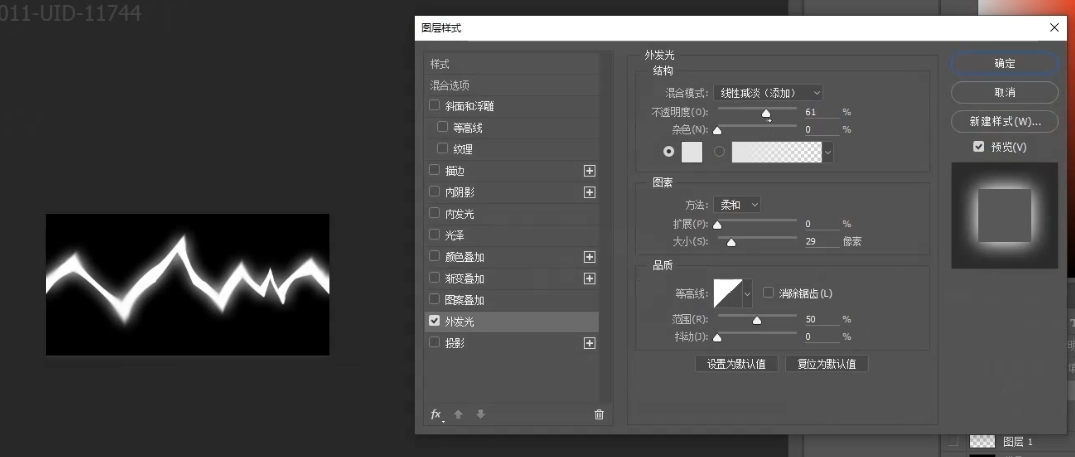 011-UID-11744
图层样式
样式
混合选项
斜面和浮雕
等高线
纹理
描边
内阴影
内发光
光泽
颜色叠加
渐变叠加
图案叠加
外发光
投影
fx
外发光
结构
混合模式: 线性减淡（添加）
不透明度(O): 61 %
杂色(N): 0 %
图素
方法: 柔和
扩展(P): 0 %
大小(S): 29 像素
品质
等高线: 消除锯齿(L)
范围(R): 50 %
抖动(J): 0 %
设置为默认值 复位为默认值
确定
取消
新建样式(W)...
预览(V)
图层 1